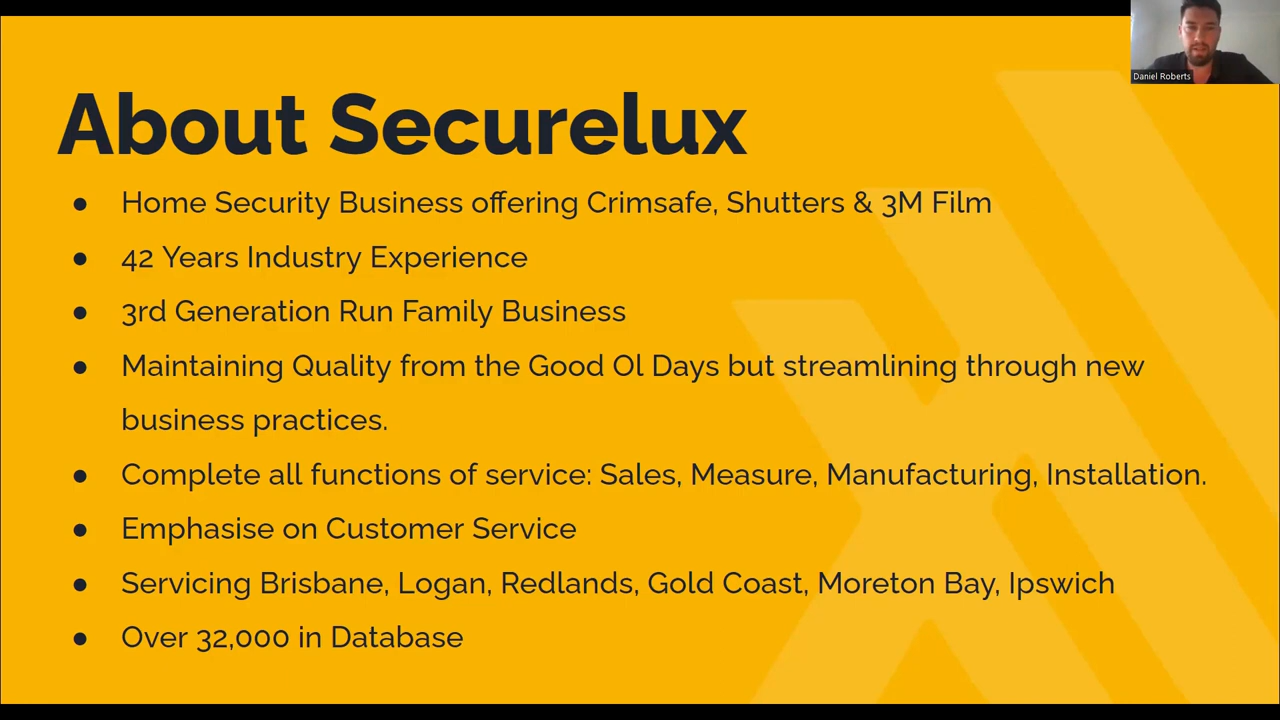 Daniel Roberts
About Securelux
● Home Security Business offering Crimsafe, Shutters & 3M Film
● 42 Years Industry Experience
● 3rd Generation Run Family Business
● Maintaining Quality from the Good Ol Days but streamlining through new
business practices.
● Complete all functions of service: Sales, Measure, Manufacturing, Installation.
● Emphasise on Customer Service
● Servicing Brisbane, Logan, Redlands, Gold Coast, Moreton Bay, Ipswich
● Over 32,000 in Database